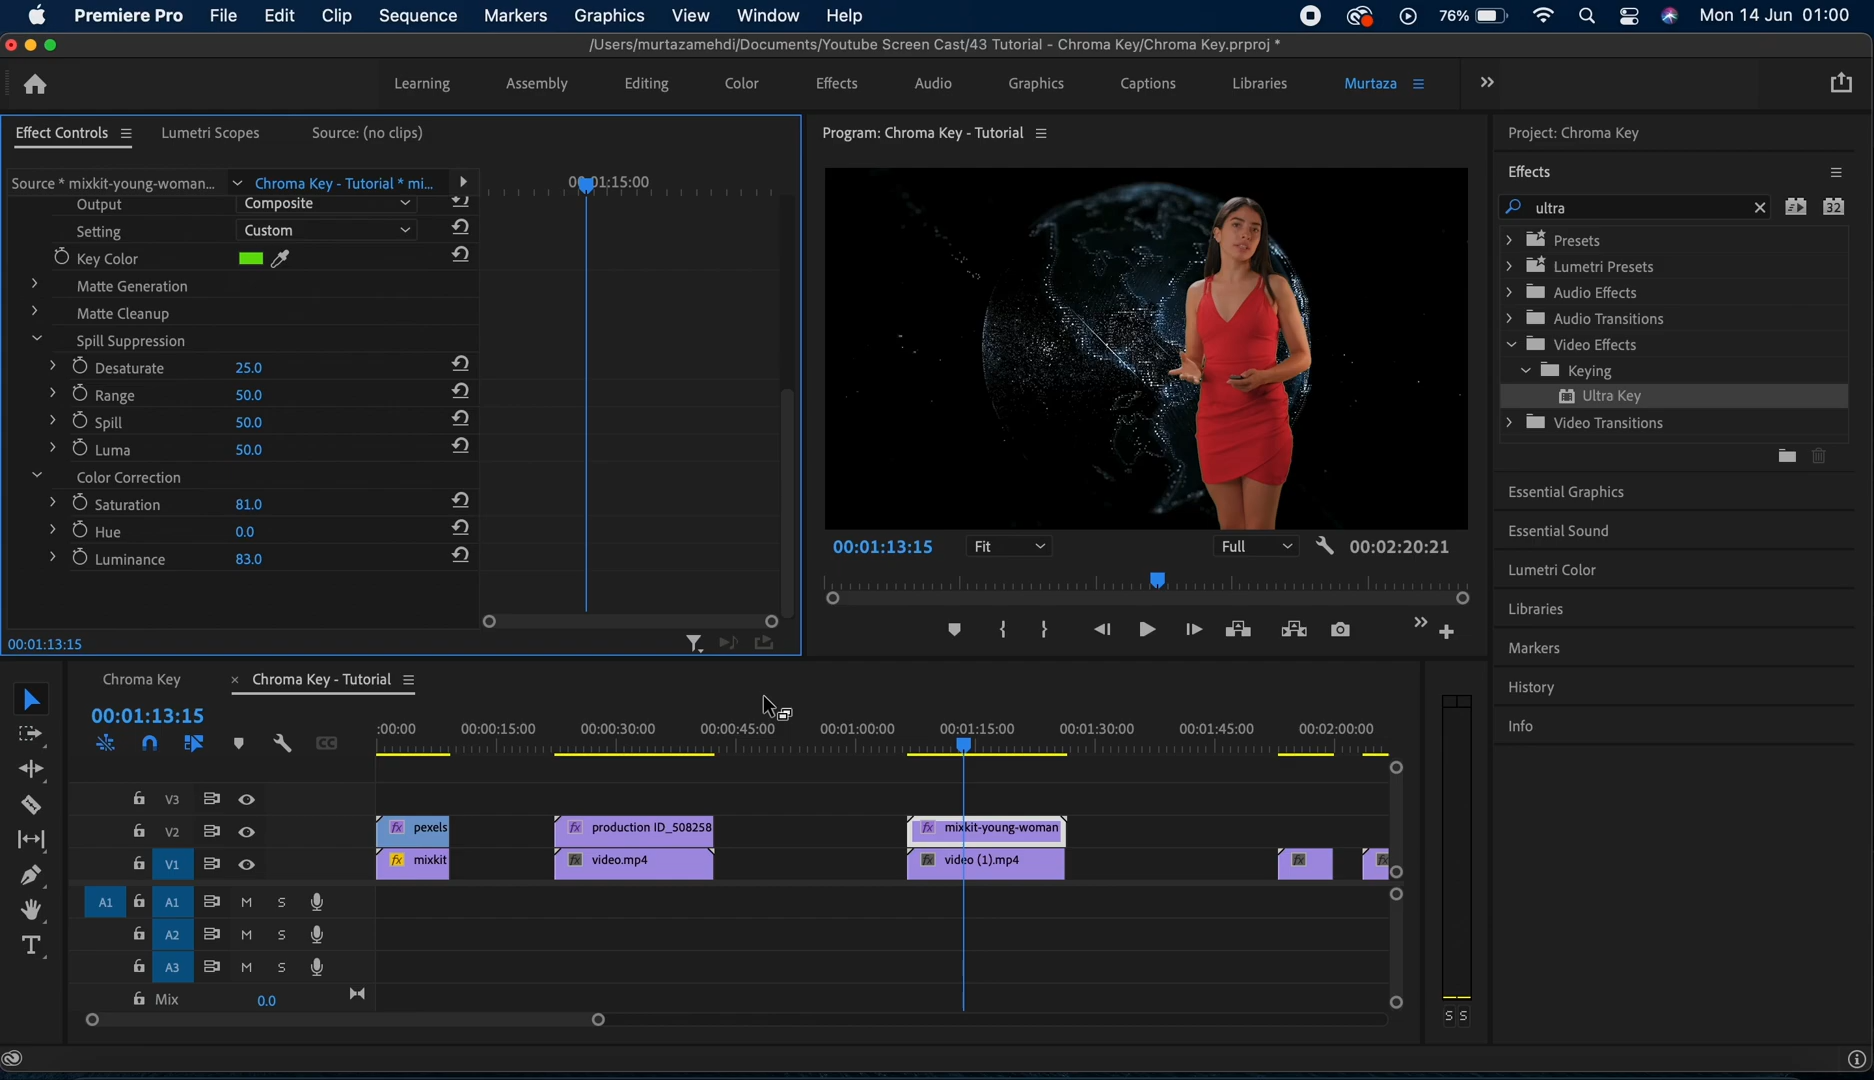 Premiere Pro File Edit Clip Sequence Markers Graphics View Window Help 76% Mon 14 Jun 01:00
/Users/murtazamehdi/Documents/Youtube Screen Cast/43 Tutorial - Chroma Key/Chroma Key.prproj *
Learning Assembly Editing Color Effects Audio Graphics Captions Libraries Murtaza
Effect Controls Lumetri Scopes Source: (no clips)
Source * mixkit-young-woman... Chroma Key - Tutorial * mi... 00:01:15:00
Output Composite
Setting Custom
Key Color
Matte Generation
Matte Cleanup
Spill Suppression
Desaturate 25.0
Range 50.0
Spill 50.0
Luma 50.0
Color Correction
Saturation 81.0
Hue 0.0
Luminance 83.0
00:01:13:15
Program: Chroma Key - Tutorial
00:01:13:15 Fit Full 00:02:20:21
Project: Chroma Key
Effects
ultra 32
Presets
Lumetri Presets
Audio Effects
Audio Transitions
Video Effects
Keying
Ultra Key
Video Transitions
Essential Graphics
Essential Sound
Lumetri Color
Libraries
Markers
History
Info
Chroma Key × Chroma Key - Tutorial
00:01:13:15
:00:00 00:00:15:00 00:00:30:00 00:00:45:00 00:01:00:00 00:01:15:00 00:01:30:00 00:01:45:00 00:02:00:00
CC
V3
V2 fx pexels fx production ID_508258 fx mixkit-young-woman
V1 fx mixkit fx video.mp4 fx video (1).mp4 fx fx
A1 A1 M S
A2 M S
A3 M S
Mix 0.0
S S